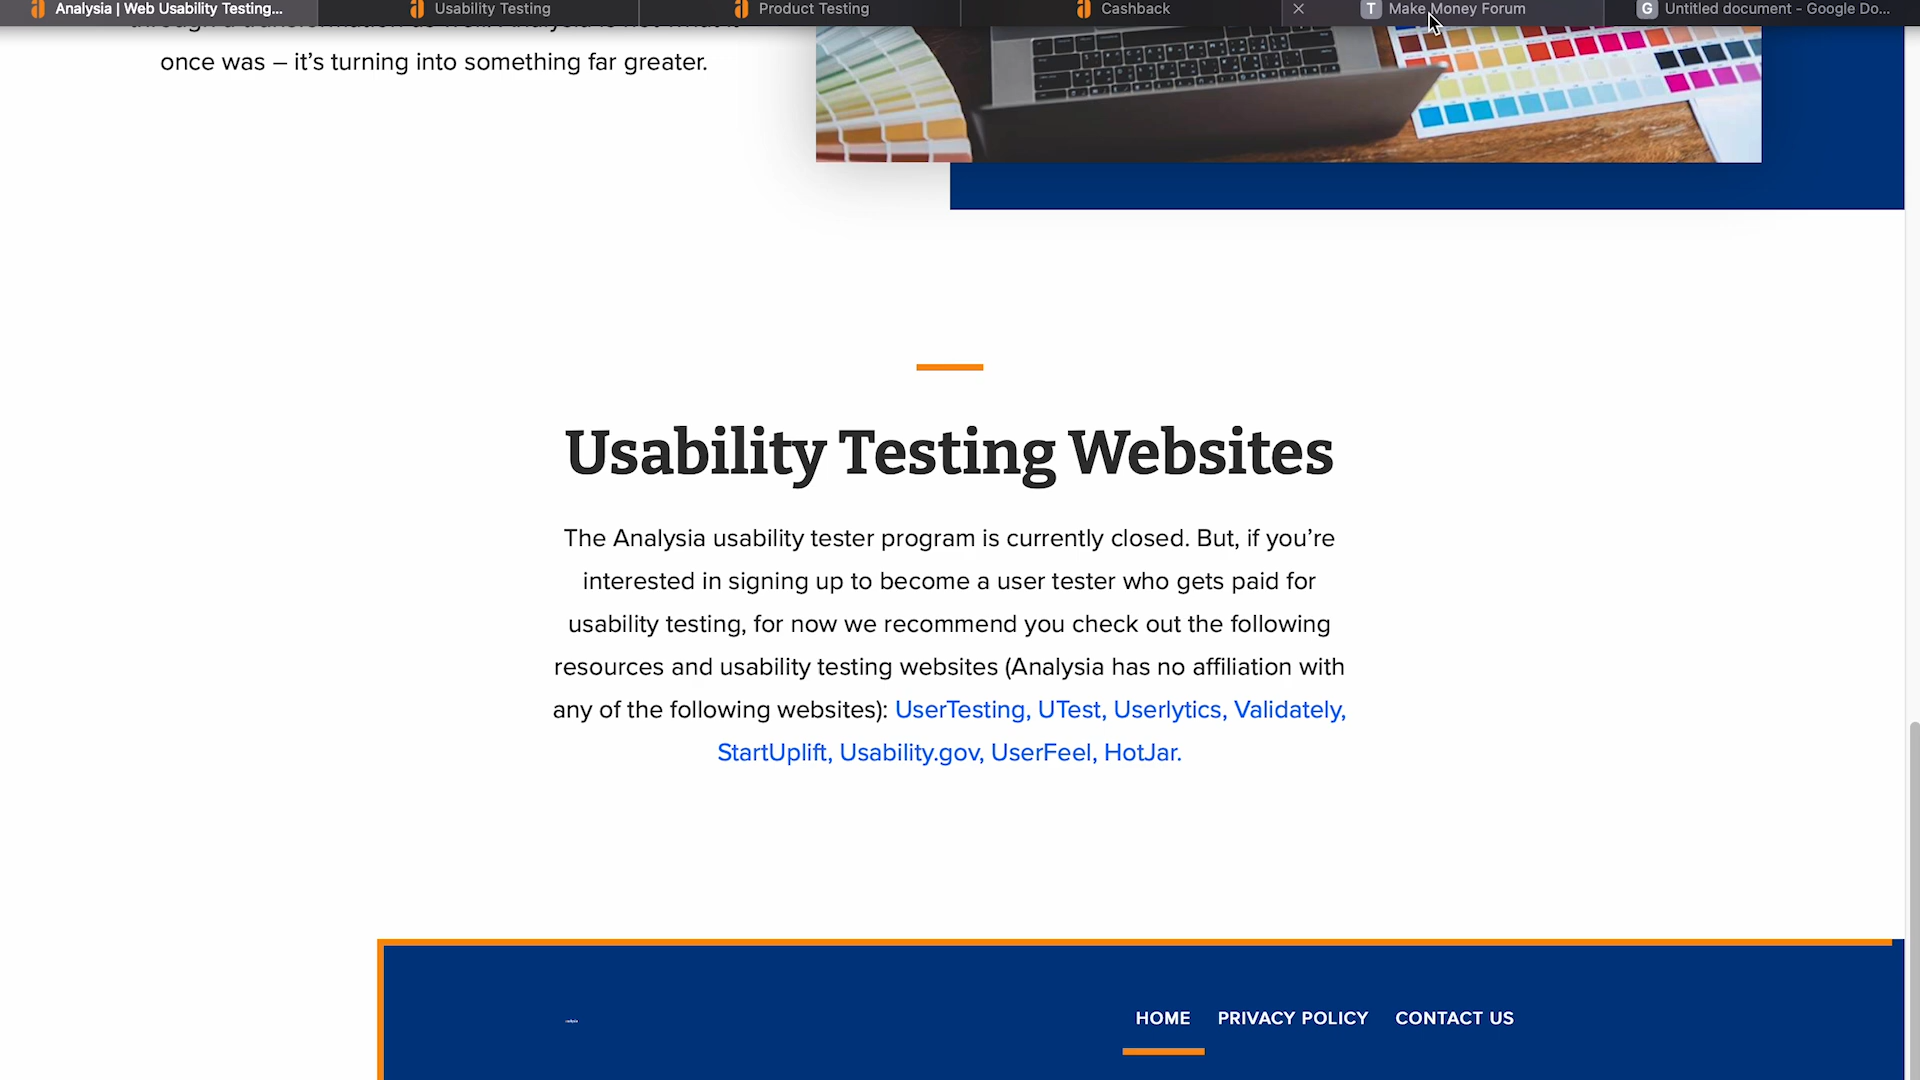 Analysia | Web Usability Testing...
Usability Testing
Product Testing
Cashback
Make Money Forum
Untitled document - Google Do...
once was – it's turning into something far greater.
Usability Testing Websites
The Analysia usability tester program is currently closed. But, if you're
interested in signing up to become a user tester who gets paid for
usability testing, for now we recommend you check out the following
resources and usability testing websites (Analysia has no affiliation with
any of the following websites): UserTesting, UTest, Userlytics, Validately,
StartUplift, Usability.gov, UserFeel, HotJar.
HOME
PRIVACY POLICY
CONTACT US